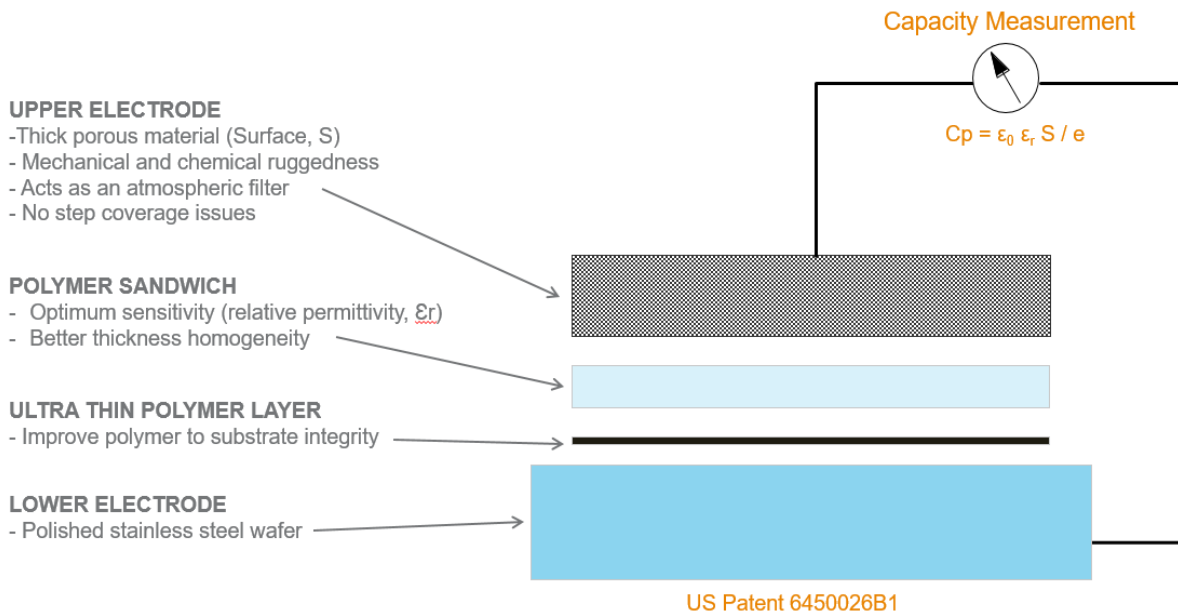 Capacity Measurement
Cp = ε₀ εᵣ S / e
UPPER ELECTRODE
-Thick porous material (Surface, S)
- Mechanical and chemical ruggedness
- Acts as an atmospheric filter
- No step coverage issues
POLYMER SANDWICH
- Optimum sensitivity (relative permittivity, Ɛr)
- Better thickness homogeneity
ULTRA THIN POLYMER LAYER
- Improve polymer to substrate integrity
LOWER ELECTRODE
- Polished stainless steel wafer
US Patent 6450026B1